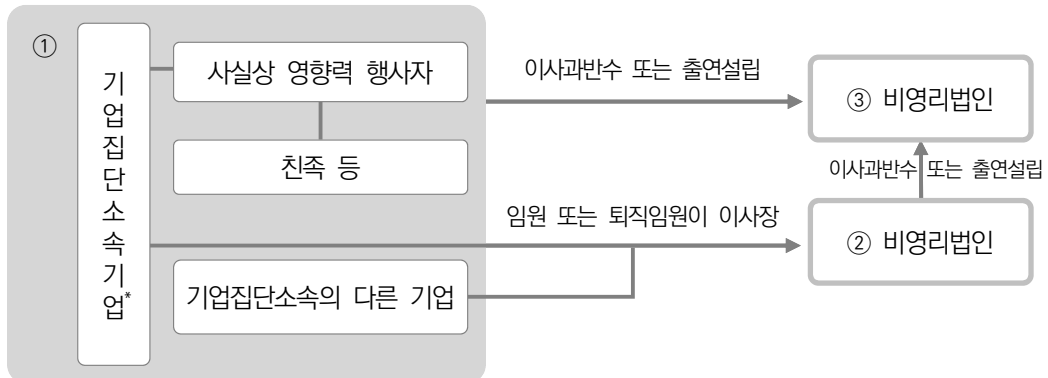 ①
기업집단소속기업*
사실상 영향력 행사자
친족 등
기업집단소속의 다른 기업
이사과반수 또는 출연설립
③ 비영리법인
이사과반수 또는 출연설립
임원 또는 퇴직임원이 이사장
② 비영리법인